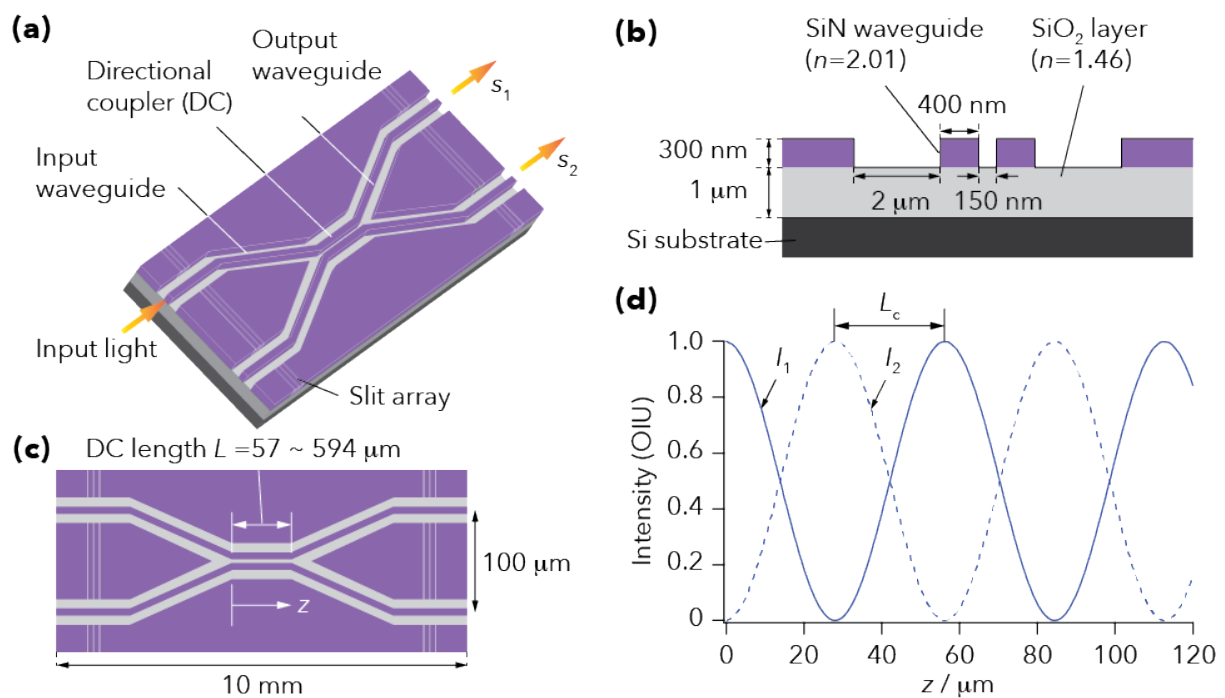 (a)
Output
waveguide
Directional
coupler (DC)
s1
s2
Input
waveguide
Input light
Slit array
(b)
SiN waveguide
(n=2.01)
SiO2 layer
(n=1.46)
400 nm
300 nm
1 μm
2 μm
150 nm
Si substrate
(c)
DC length L =57 ~ 594 μm
100 μm
z
10 mm
(d)
Lc
I1
I2
Intensity (OIU)
1.0
0.8
0.6
0.4
0.2
0
0 20 40 60 80 100 120
z / μm